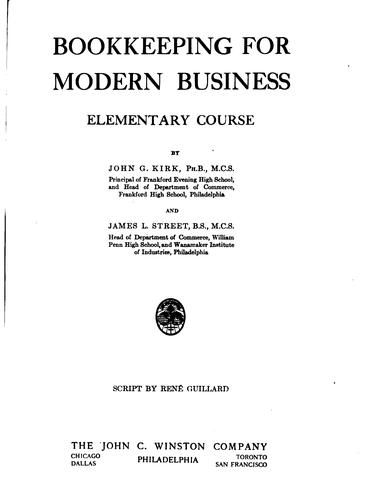 BOOKKEEPING FOR
MODERN BUSINESS
ELEMENTARY COURSE
BY
JOHN G. KIRK, PH.B., M.C.S.
Principal of Frankford Evening High School,
and Head of Department of Commerce,
Frankford High School, Philadelphia
AND
JAMES L. STREET, B.S., M.C.S.
Head of Department of Commerce, William
Penn High School, and Wanamaker Institute
of Industries, Philadelphia
SCRIPT BY RENÉ GUILLARD
THE JOHN C. WINSTON COMPANY
CHICAGO PHILADELPHIA TORONTO
DALLAS SAN FRANCISCO